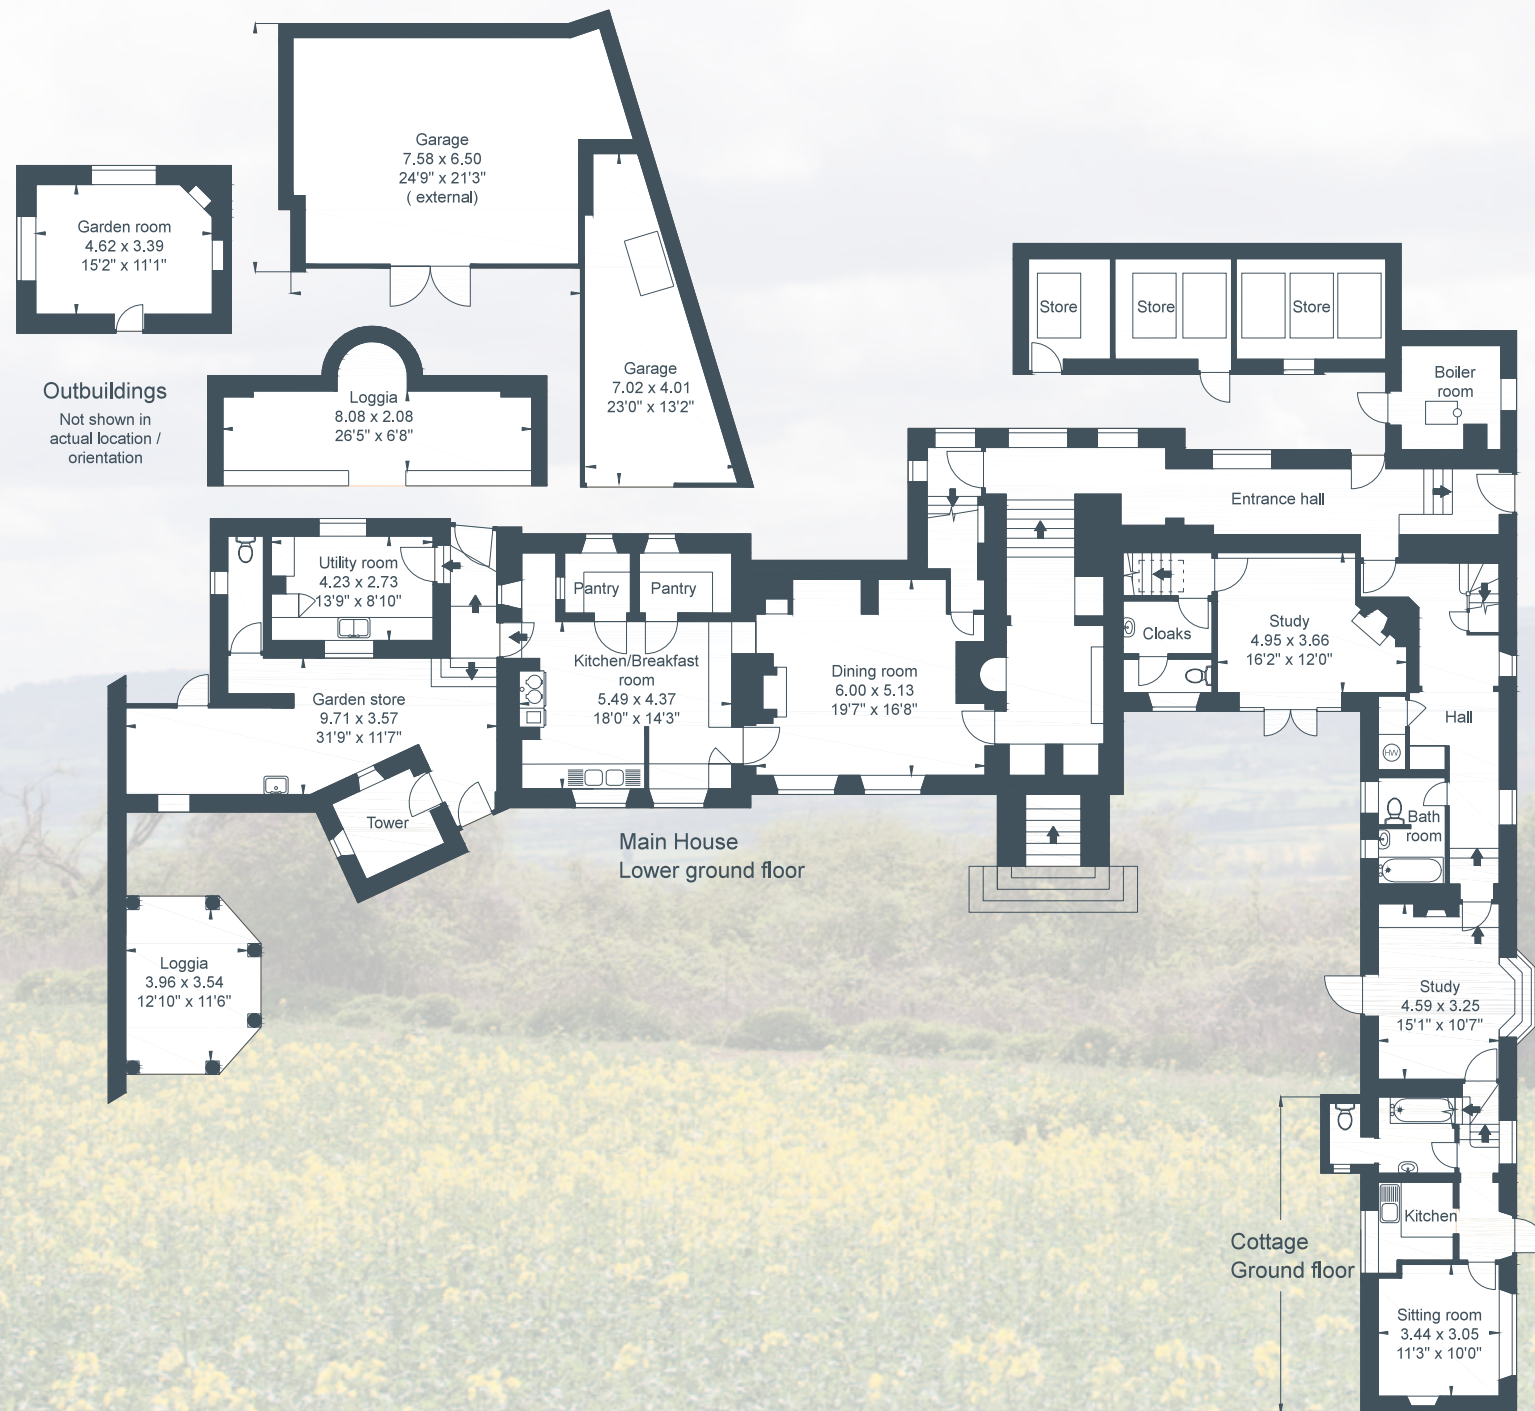 Garage
7.58 x 6.50
24'9" x 21'3"
( external)
Garden room
4.62 x 3.39
15'2" x 11'1"
Outbuildings
Not shown in
actual location /
orientation
Loggia
8.08 x 2.08
26'5" x 6'8"
Garage
7.02 x 4.01
23'0" x 13'2"
Store
Store
Store
Boiler
room
Entrance hall
Utility room
4.23 x 2.73
13'9" x 8'10"
Pantry
Pantry
Kitchen/Breakfast
room
5.49 x 4.37
18'0" x 14'3"
Garden store
9.71 x 3.57
31'9" x 11'7"
Dining room
6.00 x 5.13
19'7" x 16'8"
Cloaks
Study
4.95 x 3.66
16'2" x 12'0"
Hall
HW
Bath
room
Tower
Main House
Lower ground floor
Loggia
3.96 x 3.54
12'10" x 11'6"
Study
4.59 x 3.25
15'1" x 10'7"
Kitchen
Cottage
Ground floor
Sitting room
3.44 x 3.05
11'3" x 10'0"